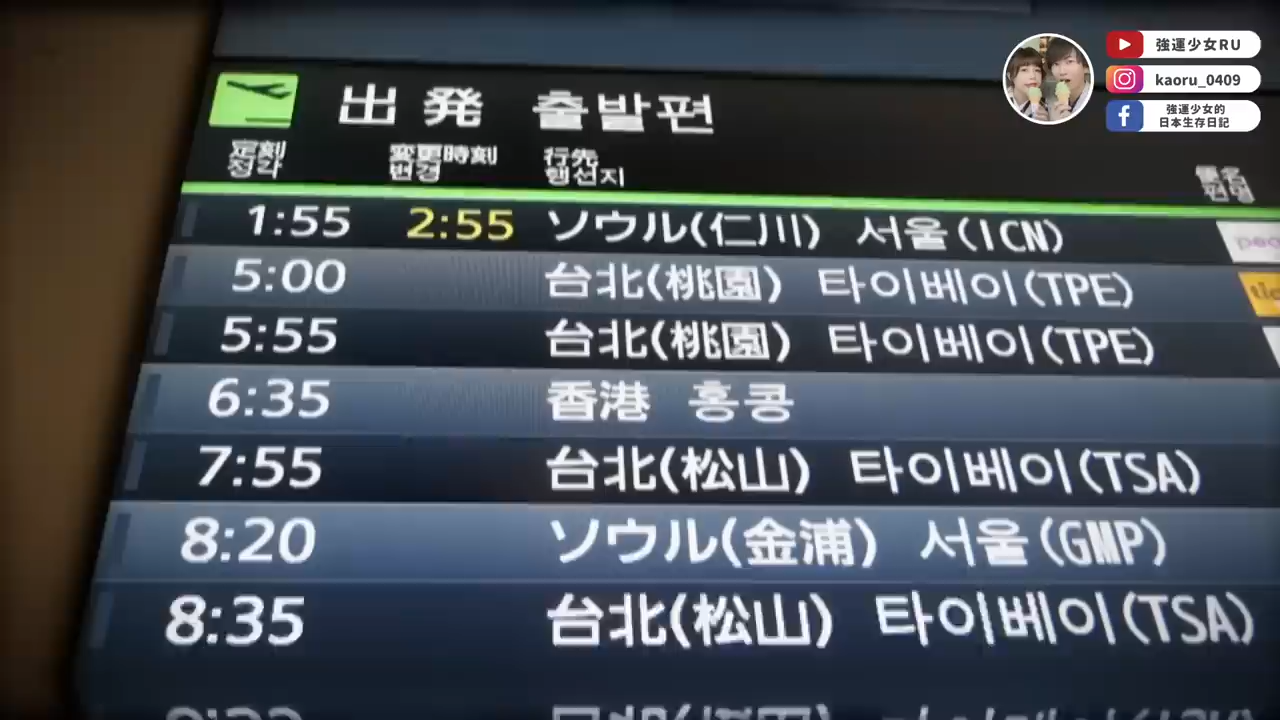 強運少女RU
kaoru_0409
強運少女的
日本生存日記
出発 출발편
定刻 変更時刻 行先 便名
정각 변경 행선지 편명
1:55 2:55 ソウル(仁川) 서울(ICN)
5:00 台北(桃園) 타이베이(TPE)
5:55 台北(桃園) 타이베이(TPE)
6:35 香港 홍콩
7:55 台北(松山) 타이베이(TSA)
8:20 ソウル(金浦) 서울(GMP)
8:35 台北(松山) 타이베이(TSA)